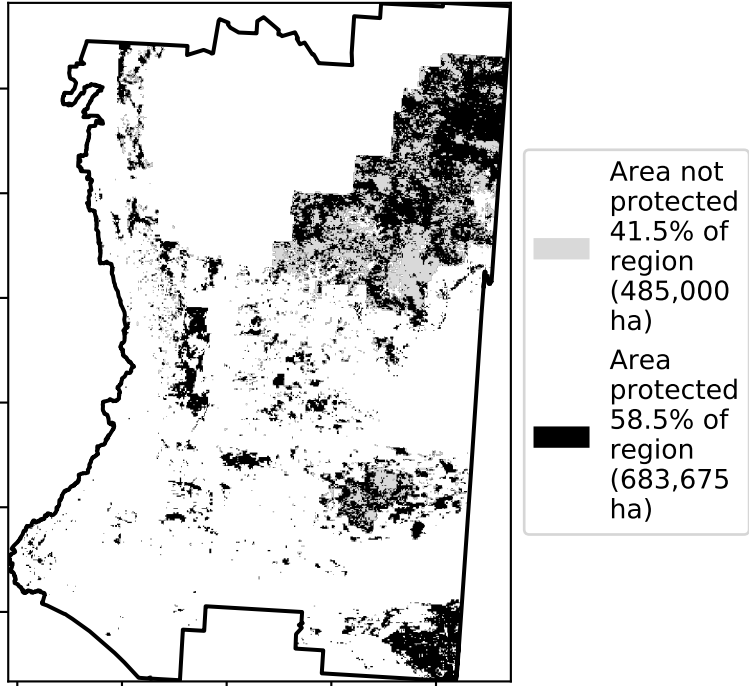 Area not
protected
41.5% of
region
(485,000
ha)
Area
protected
58.5% of
region
(683,675
ha)